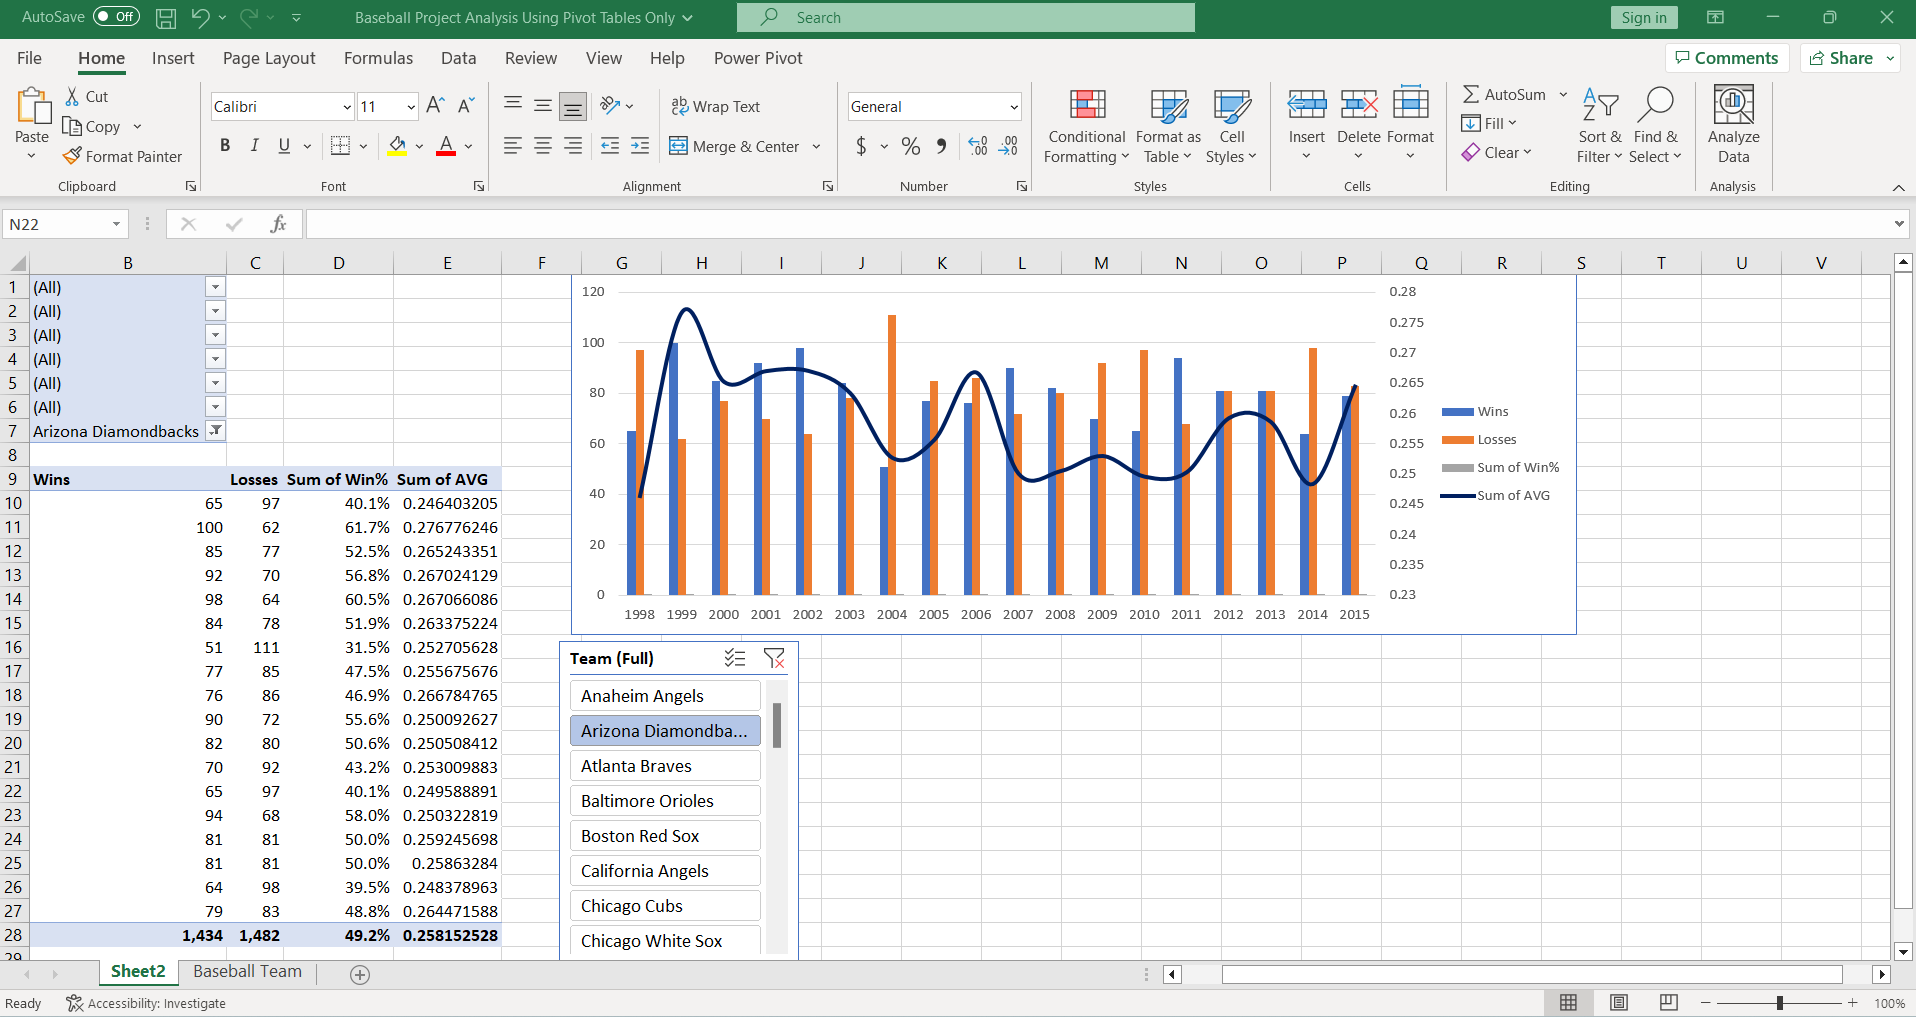 AutoSave Off Baseball Project Analysis Using Pivot Tables Only Search Sign in
File Home Insert Page Layout Formulas Data Review View Help Power Pivot Comments Share
Paste
Cut
Copy
Format Painter
Clipboard
Calibri 11
B I U
Font
Wrap Text
Merge & Center
Alignment
General
$ % ,
Number
Conditional Formatting
Format as Table
Cell Styles
Styles
Insert Delete Format
Cells
AutoSum
Fill
Clear
Sort & Filter
Find & Select
Editing
Analyze Data
Analysis
N22 fx
B C D E F G H I J K L M N O P Q R S T U V
1 (All)
2 (All)
3 (All)
4 (All)
5 (All)
6 (All)
7 Arizona Diamondbacks
8
9 Wins Losses Sum of Win% Sum of AVG
10 65 97 40.1% 0.246403205
11 100 62 61.7% 0.276776246
12 85 77 52.5% 0.265243351
13 92 70 56.8% 0.267024129
14 98 64 60.5% 0.267066086
15 84 78 51.9% 0.263375224
16 51 111 31.5% 0.252705628
17 77 85 47.5% 0.255675676
18 76 86 46.9% 0.266784765
19 90 72 55.6% 0.250092627
20 82 80 50.6% 0.250508412
21 70 92 43.2% 0.253009883
22 65 97 40.1% 0.249588891
23 94 68 58.0% 0.250322819
24 81 81 50.0% 0.259245698
25 81 81 50.0% 0.25863284
26 64 98 39.5% 0.248378963
27 79 83 48.8% 0.264471588
28 1,434 1,482 49.2% 0.258152528
29
120
100
80
60
40
20
0
0.28
0.275
0.27
0.265
0.26
0.255
0.25
0.245
0.24
0.235
0.23
1998 1999 2000 2001 2002 2003 2004 2005 2006 2007 2008 2009 2010 2011 2012 2013 2014 2015
Wins
Losses
Sum of Win%
Sum of AVG
Team (Full)
Anaheim Angels
Arizona Diamondba...
Atlanta Braves
Baltimore Orioles
Boston Red Sox
California Angels
Chicago Cubs
Chicago White Sox
Sheet2 Baseball Team
Ready Accessibility: Investigate 100%